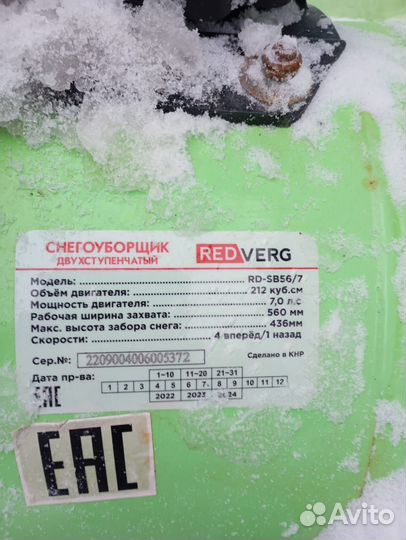 СНЕГОУБОРЩИК
ДВУХСТУПЕНЧАТЫЙ
REDVERG
Модель: RD-SB56/7
Объём двигателя: 212 куб.см
Мощность двигателя: 7,0 л.с
Рабочая ширина захвата: 560 мм
Макс. высота забора снега: 436мм
Скорости: 4 вперёд/1 назад
Сер.№: 2209004006005372 Сделано в КНР
Дата пр-ва: 1-10 11-20 21-31
1 2 3 4 5 6 7 8 9 10 11 12
2022 2023 2024
EAC
EAC
Avito